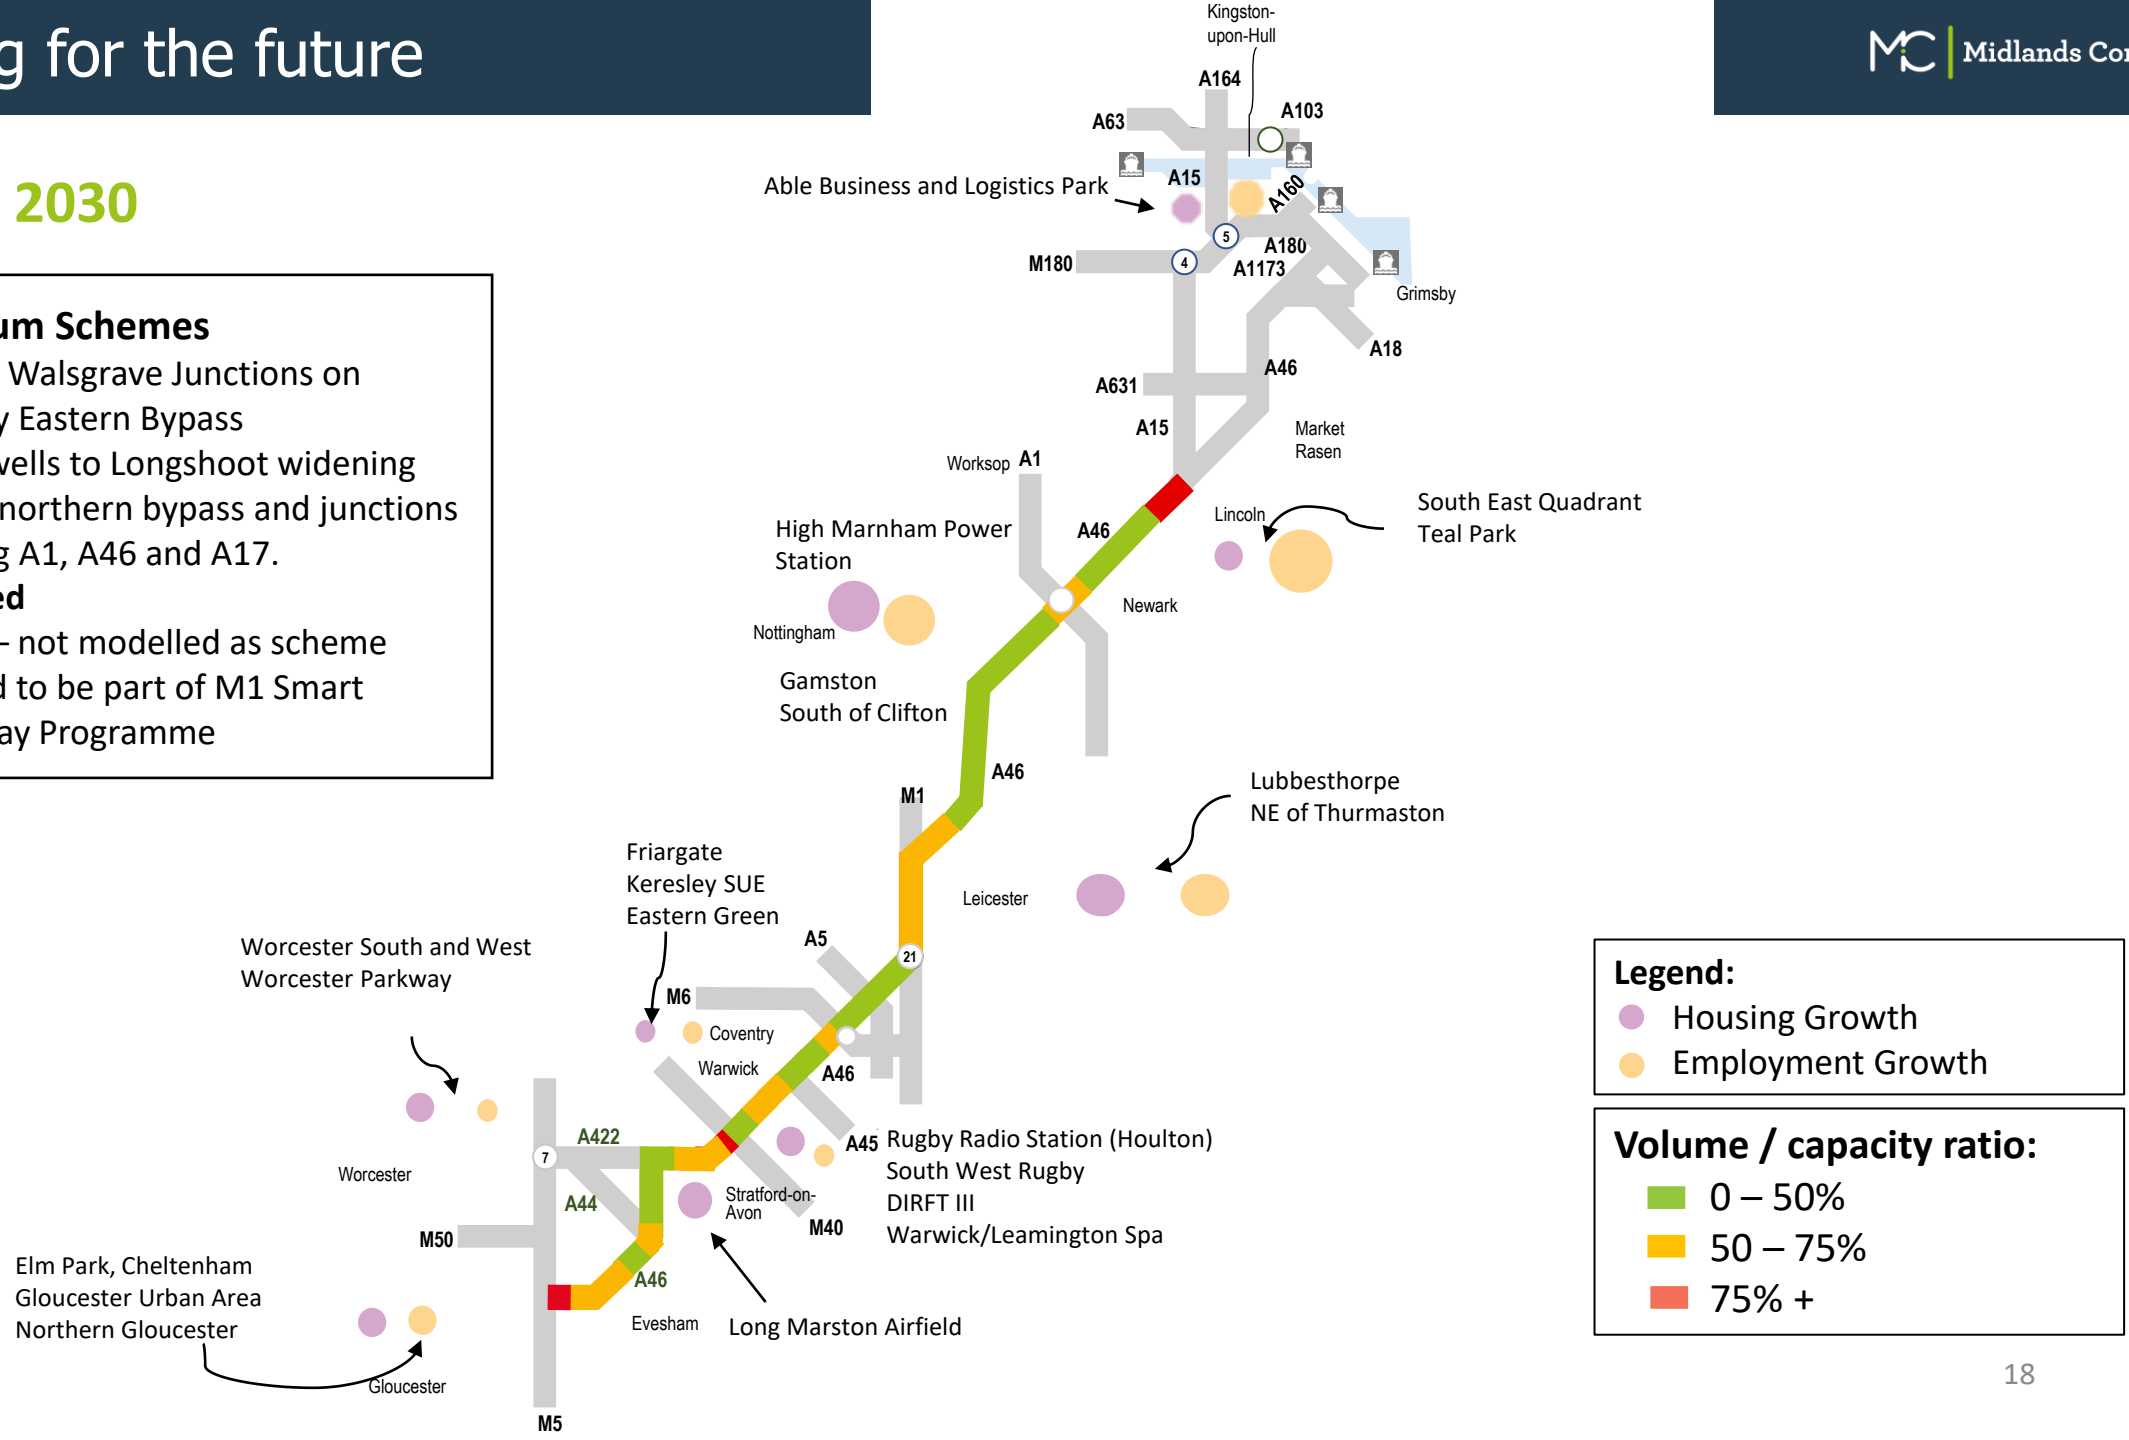 g for the future
Midlands Con
2030
um Schemes
Walsgrave Junctions on
y Eastern Bypass
wells to Longshoot widening
northern bypass and junctions
g A1, A46 and A17.
ed
– not modelled as scheme
d to be part of M1 Smart
ay Programme
Kingston-
upon-Hull
A164
A103
A63
A15
Able Business and Logistics Park
A160
5
A180
M180
4
A1173
Grimsby
A18
A46
A631
A15
Market
Rasen
Worksop
A1
South East Quadrant
Teal Park
Lincoln
High Marnham Power
Station
A46
Newark
Nottingham
Gamston
South of Clifton
A46
M1
Lubbesthorpe
NE of Thurmaston
Leicester
Friargate
Keresley SUE
Eastern Green
A5
21
Worcester South and West
Worcester Parkway
M6
Coventry
Warwick
A46
A422
A45
Rugby Radio Station (Houlton)
South West Rugby
DIRFT III
Warwick/Leamington Spa
7
Worcester
A44
Stratford-on-
Avon
M40
M50
Elm Park, Cheltenham
Gloucester Urban Area
Northern Gloucester
A46
Evesham
Long Marston Airfield
Gloucester
M5
Legend:
Housing Growth
Employment Growth
Volume / capacity ratio:
0 – 50%
50 – 75%
75% +
18